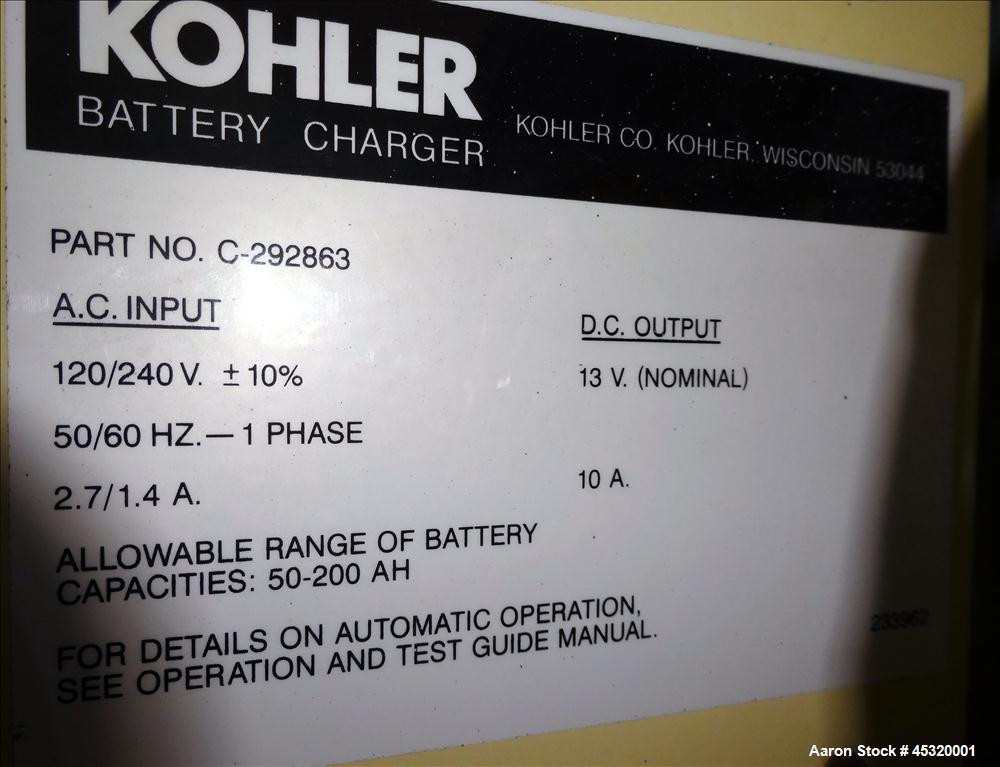 KOHLER
BATTERY CHARGER
KOHLER CO. KOHLER, WISCONSIN 53044
PART NO. C-292863
A.C. INPUT
D.C. OUTPUT
120/240 V. ± 10%
13 V. (NOMINAL)
50/60 HZ.— 1 PHASE
2.7/1.4 A.
10 A.
ALLOWABLE RANGE OF BATTERY
CAPACITIES: 50-200 AH
FOR DETAILS ON AUTOMATIC OPERATION,
SEE OPERATION AND TEST GUIDE MANUAL.
233962
Aaron Stock # 45320001